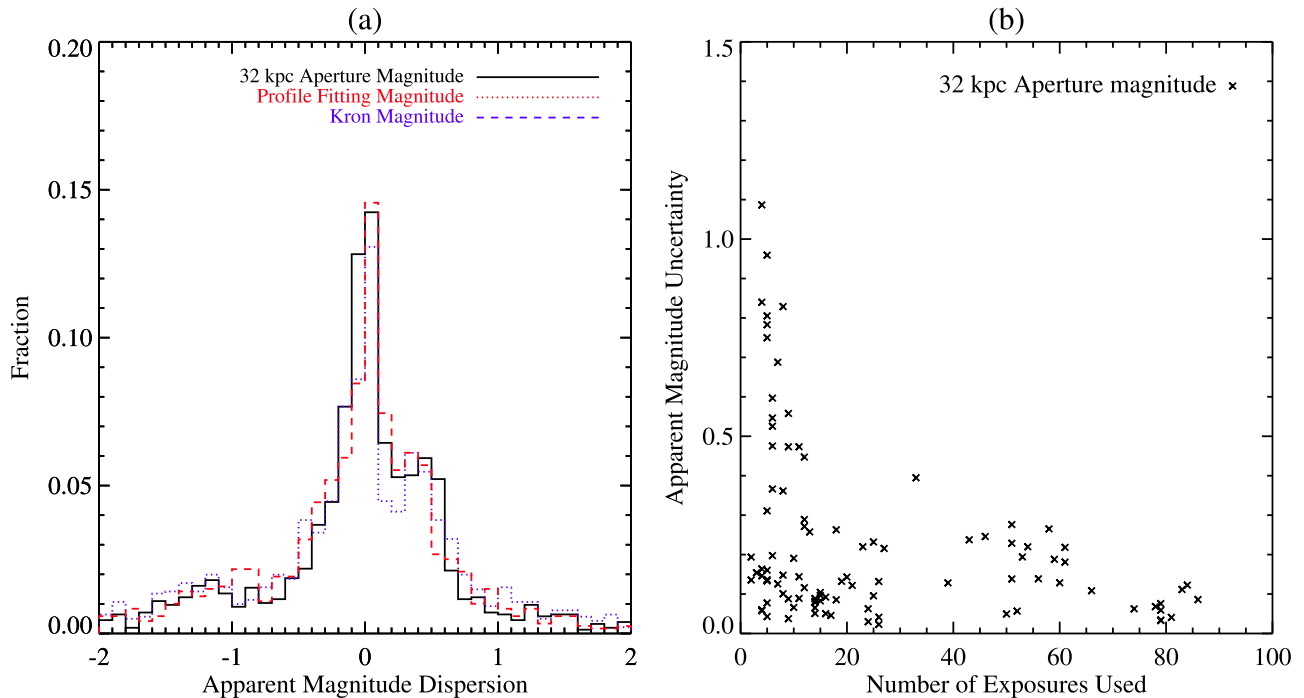 (a)
0.20
0.15
0.10
0.05
0.00
Fraction
32 kpc Aperture Magnitude
Profile Fitting Magnitude
Kron Magnitude
-2
-1
0
1
2
Apparent Magnitude Dispersion
(b)
1.5
1.0
0.5
0.0
Apparent Magnitude Uncertainty
32 kpc Aperture magnitude
0
20
40
60
80
100
Number of Exposures Used